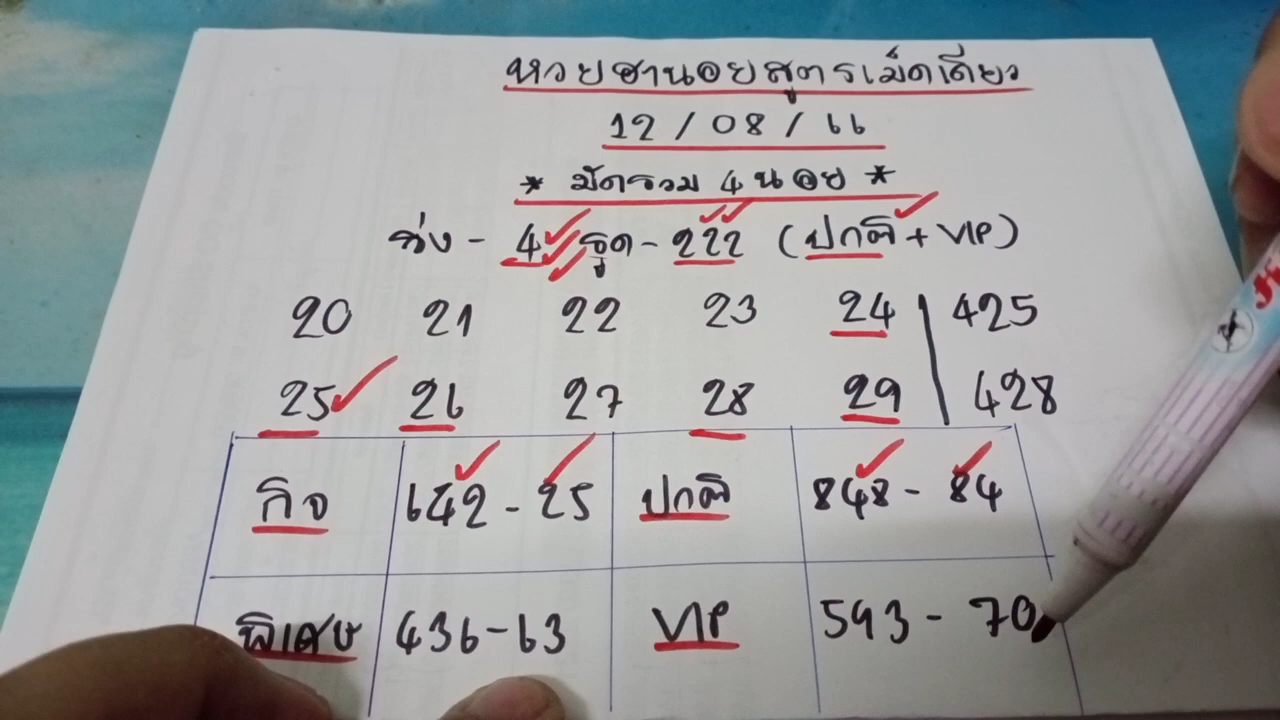 หวยฮานอยสูตรเม็ดเดียว
12/08/66
* มัดรวม 4 นอย *
เด่ง - 4 รูด - 222 (ปกติ + VIP)
20 21 22 23 24 | 425
25 26 27 28 29 | 428
กิจ 642 - 25 ปกติ 848 - 84
พิเศษ 436 - 63 VIP 593 - 70